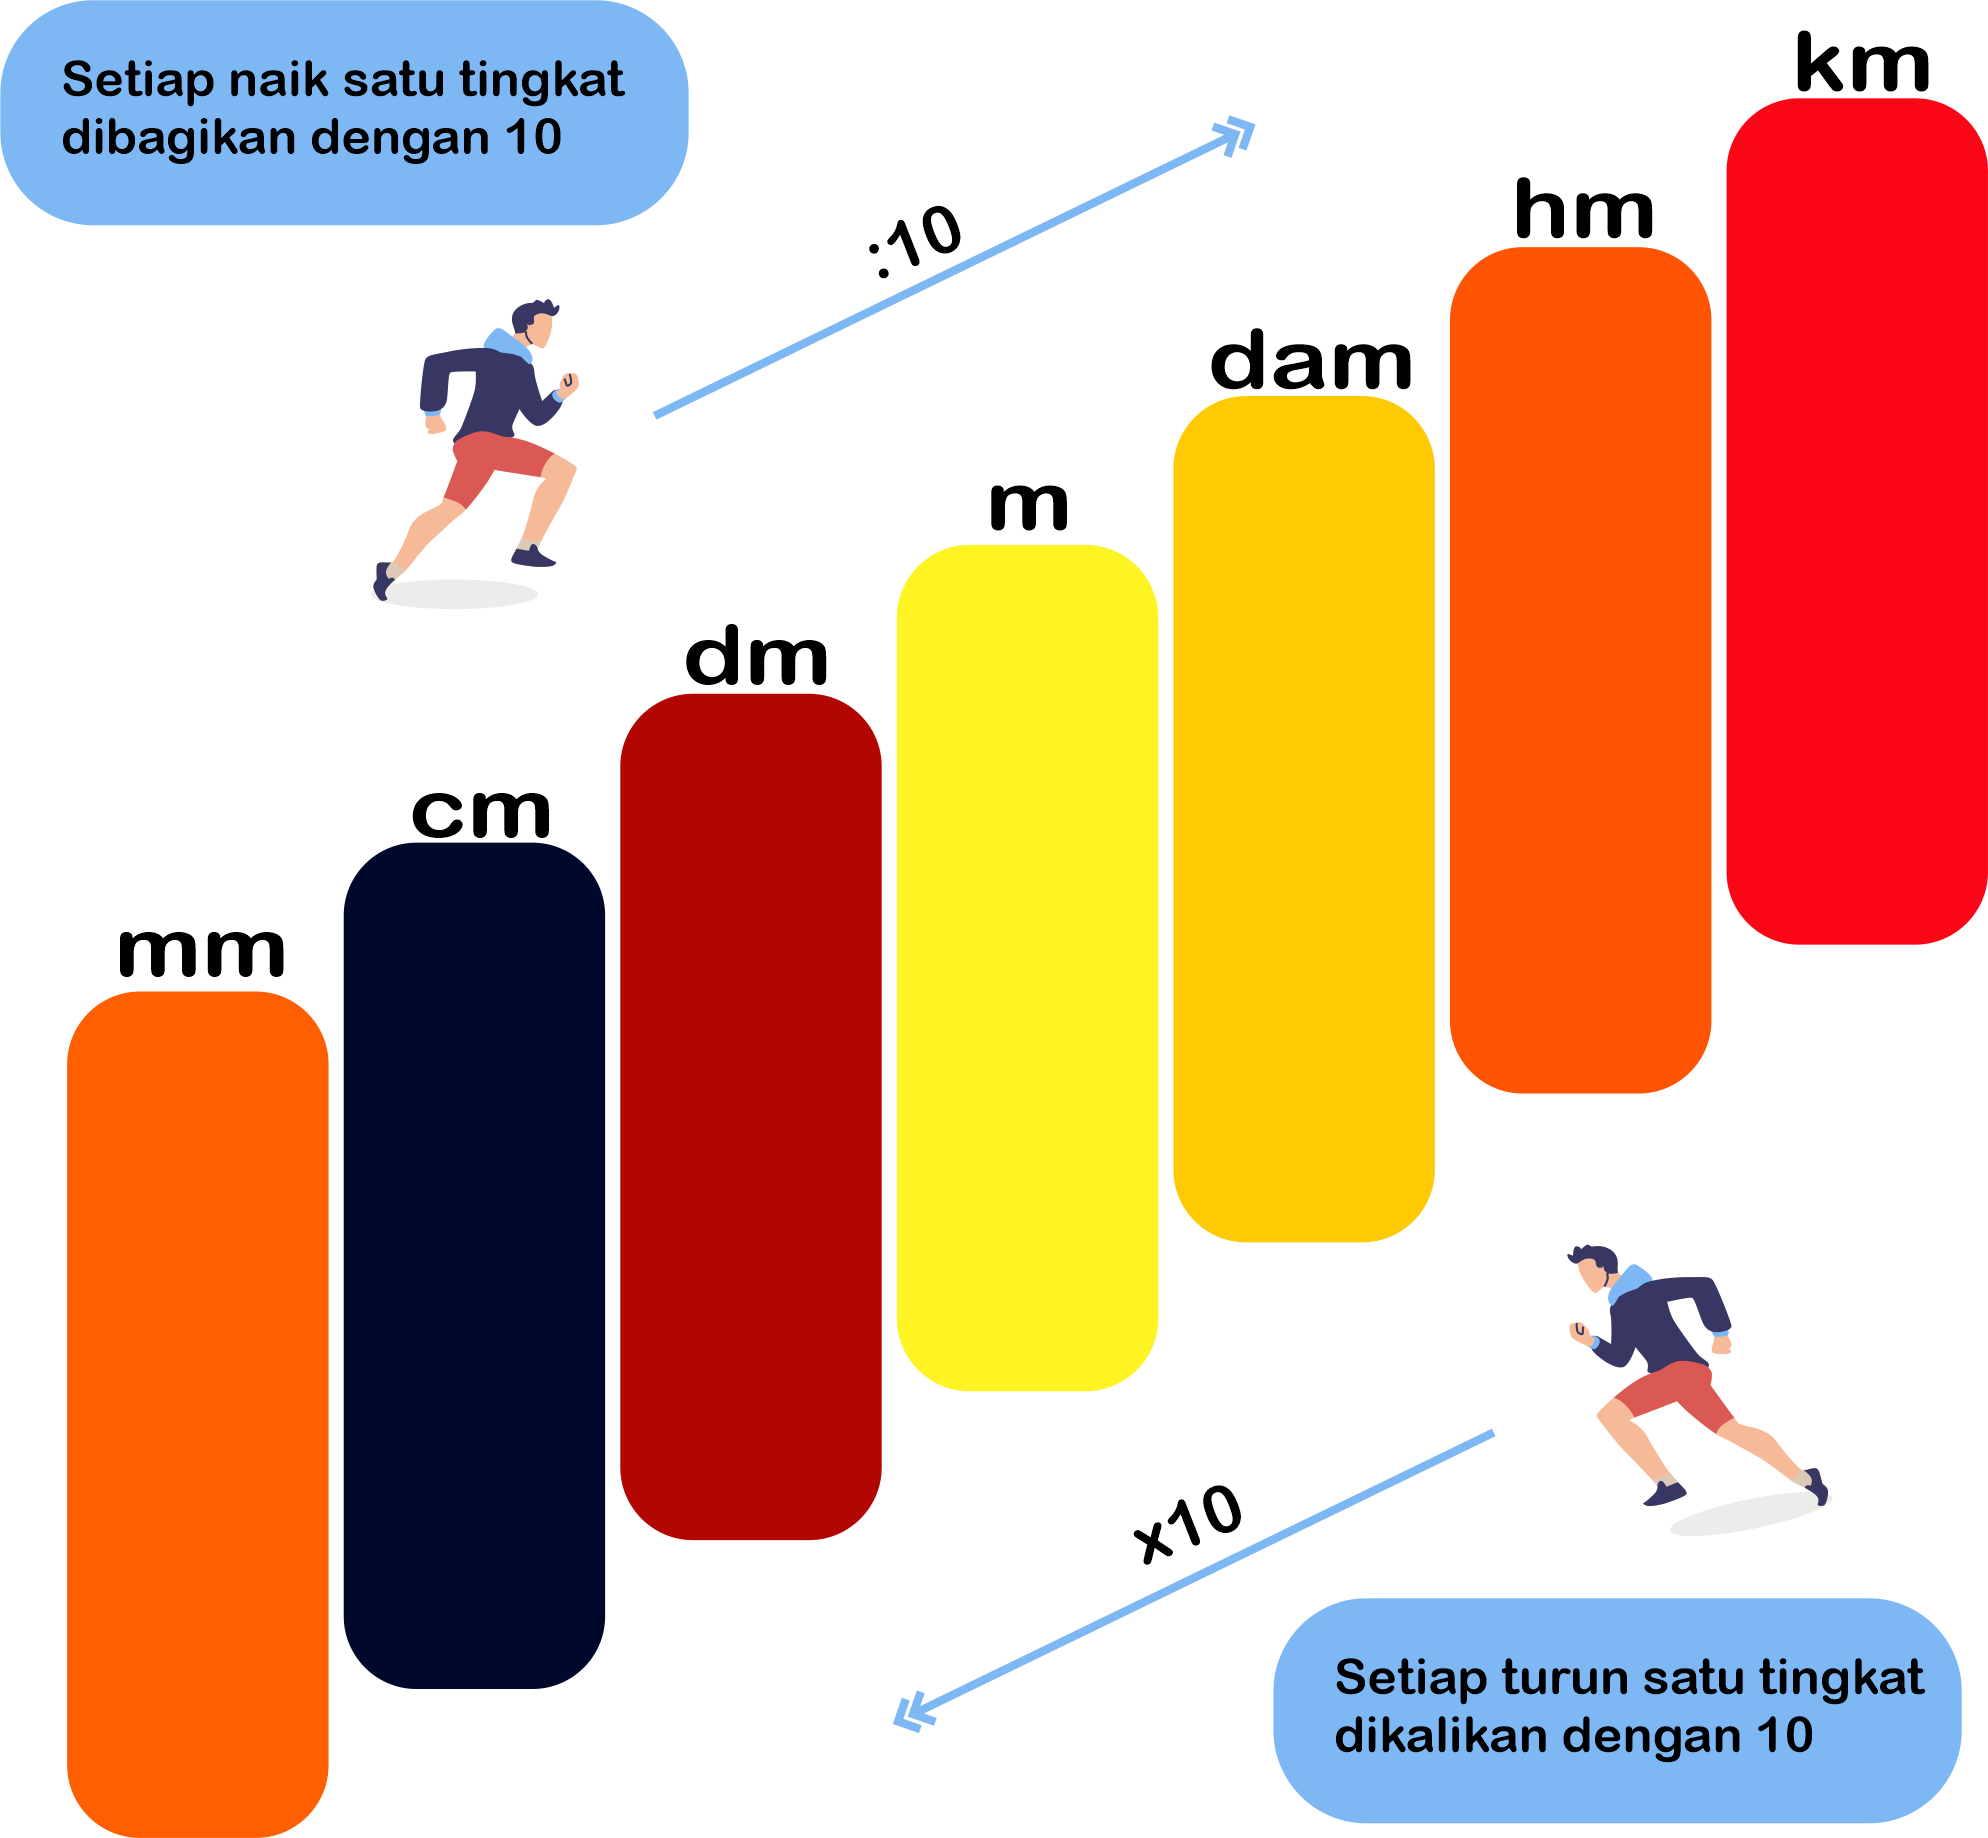 Setiap naik satu tingkat
dibagikan dengan 10
km
hm
:10
dam
m
dm
cm
mm
x10
Setiap turun satu tingkat
dikalikan dengan 10